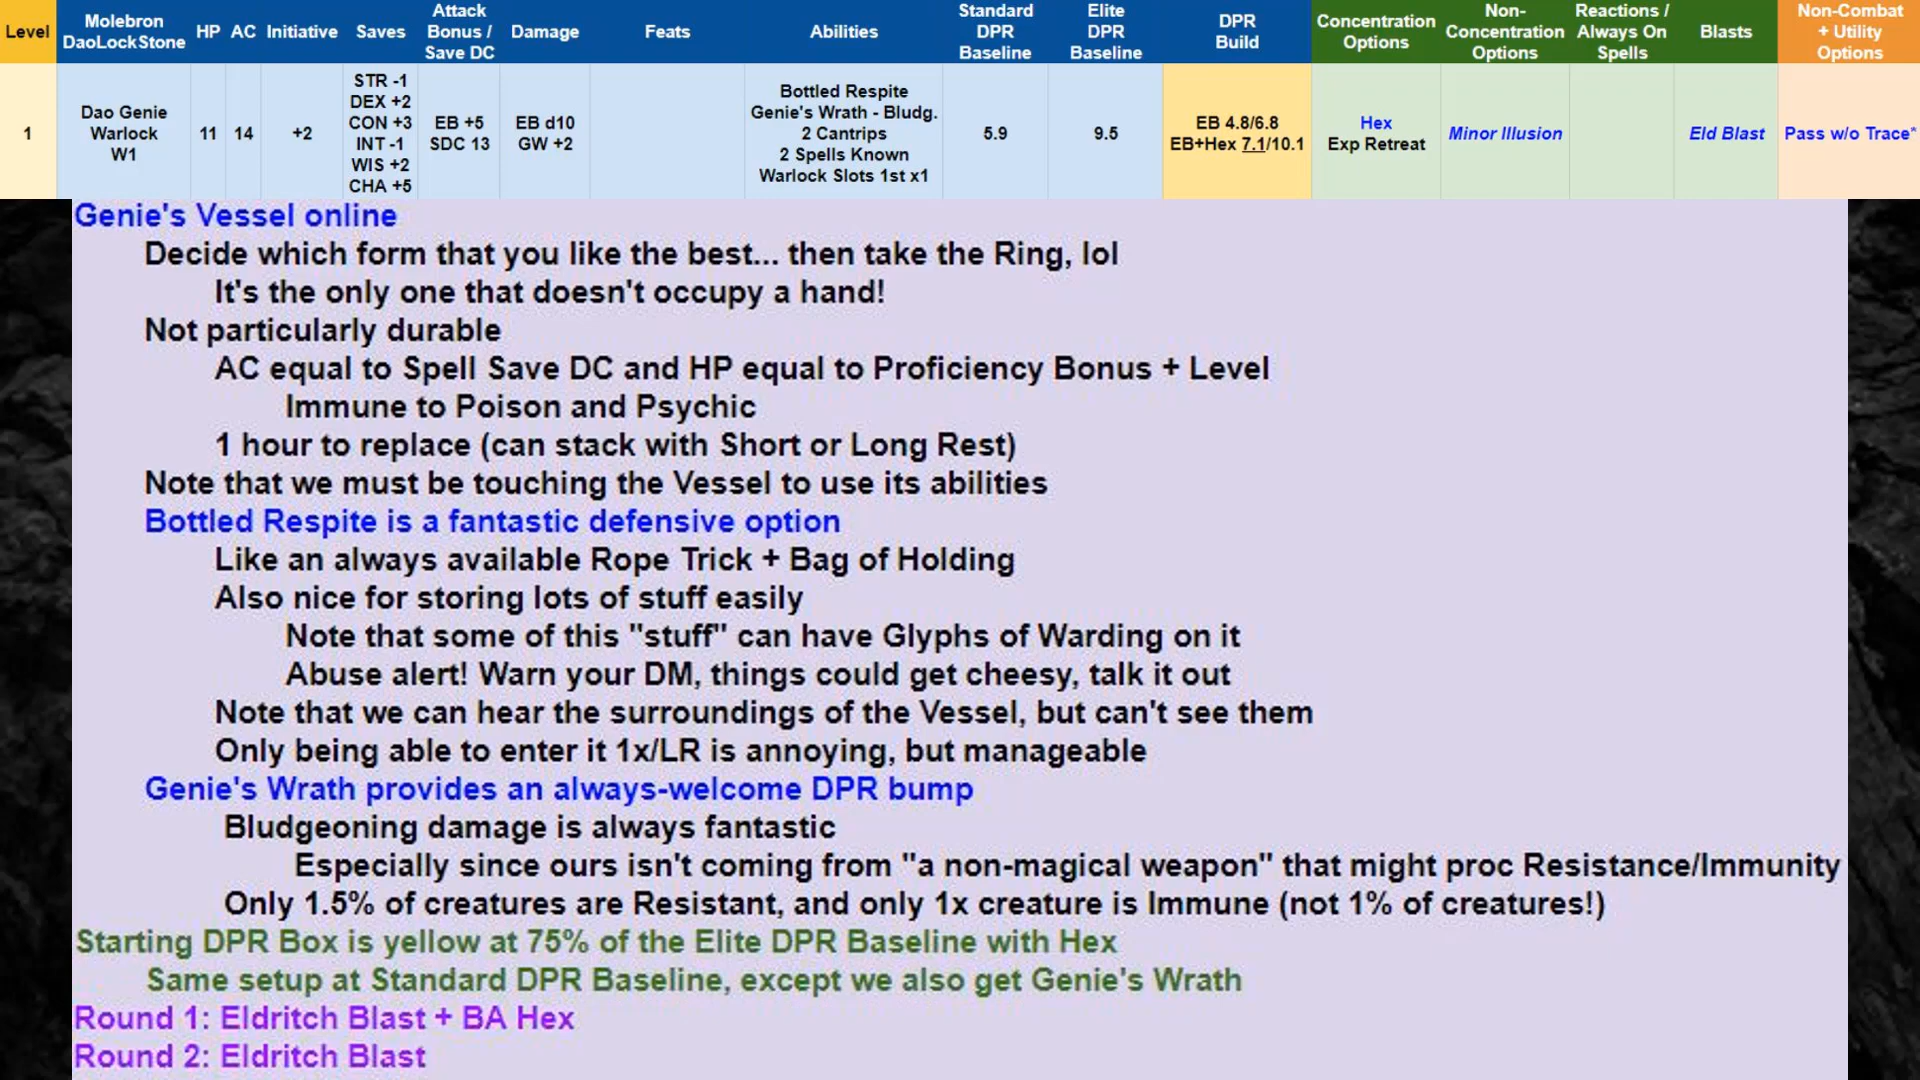 Level
Molebron DaoLockStone
HP
AC
Initiative
Saves
Attack Bonus / Save DC
Damage
Feats
Abilities
Standard DPR Baseline
Elite DPR Baseline
DPR Build
Concentration Options
Non-Concentration Options
Reactions / Always On Spells
Blasts
Non-Combat + Utility Options
1
Dao Genie
Warlock
W1
11
14
+2
STR -1
DEX +2
CON +3
INT -1
WIS +2
CHA +5
EB +5
SDC 13
EB d10
GW +2
Bottled Respite
Genie's Wrath - Bludg.
2 Cantrips
2 Spells Known
Warlock Slots 1st x1
5.9
9.5
EB 4.8/6.8
EB+Hex 7.1/10.1
Hex
Exp Retreat
Minor Illusion
Eld Blast
Pass w/o Trace*
Genie's Vessel online
Decide which form that you like the best... then take the Ring, lol
It's the only one that doesn't occupy a hand!
Not particularly durable
AC equal to Spell Save DC and HP equal to Proficiency Bonus + Level
Immune to Poison and Psychic
1 hour to replace (can stack with Short or Long Rest)
Note that we must be touching the Vessel to use its abilities
Bottled Respite is a fantastic defensive option
Like an always available Rope Trick + Bag of Holding
Also nice for storing lots of stuff easily
Note that some of this "stuff" can have Glyphs of Warding on it
Abuse alert! Warn your DM, things could get cheesy, talk it out
Note that we can hear the surroundings of the Vessel, but can't see them
Only being able to enter it 1x/LR is annoying, but manageable
Genie's Wrath provides an always-welcome DPR bump
Bludgeoning damage is always fantastic
Especially since ours isn't coming from "a non-magical weapon" that might proc Resistance/Immunity
Only 1.5% of creatures are Resistant, and only 1x creature is Immune (not 1% of creatures!)
Starting DPR Box is yellow at 75% of the Elite DPR Baseline with Hex
Same setup at Standard DPR Baseline, except we also get Genie's Wrath
Round 1: Eldritch Blast + BA Hex
Round 2: Eldritch Blast